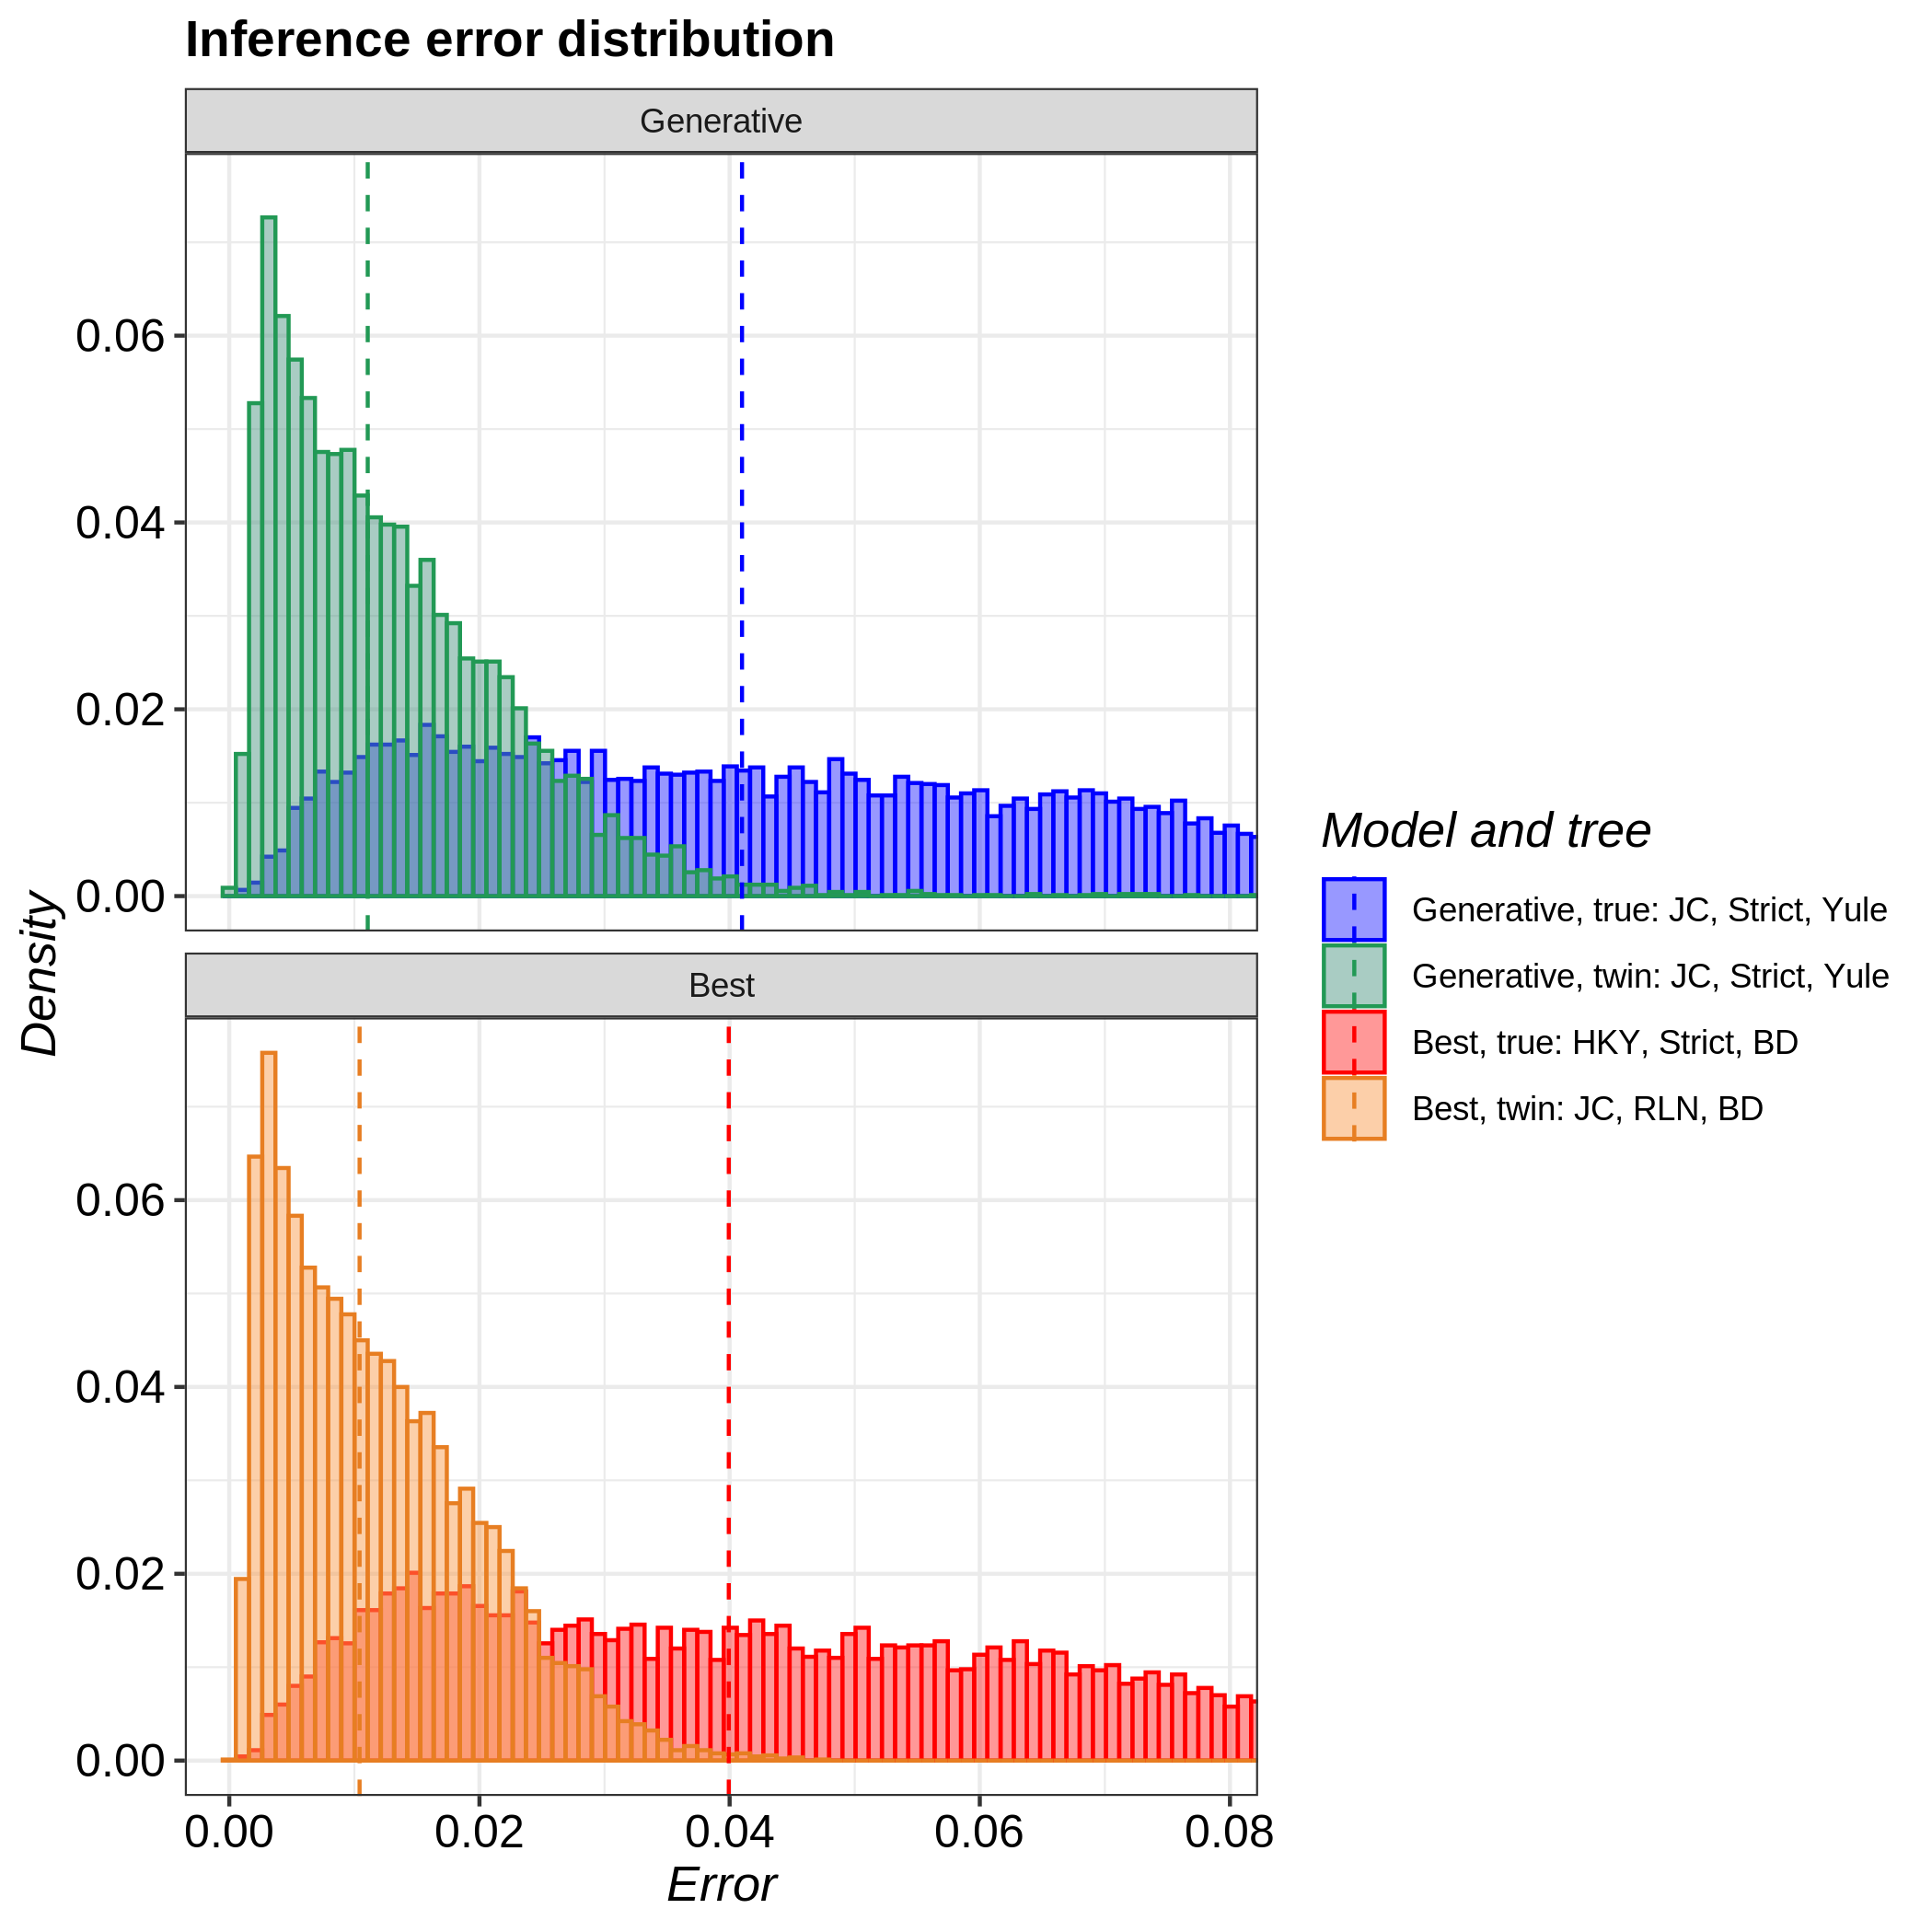 Inference error distribution
Generative
0.06
0.04
0.02
0.00
Density
Best
0.06
0.04
0.02
0.00
0.00 0.02 0.04 0.06 0.08
Error
Model and tree
Generative, true: JC, Strict, Yule
Generative, twin: JC, Strict, Yule
Best, true: HKY, Strict, BD
Best, twin: JC, RLN, BD